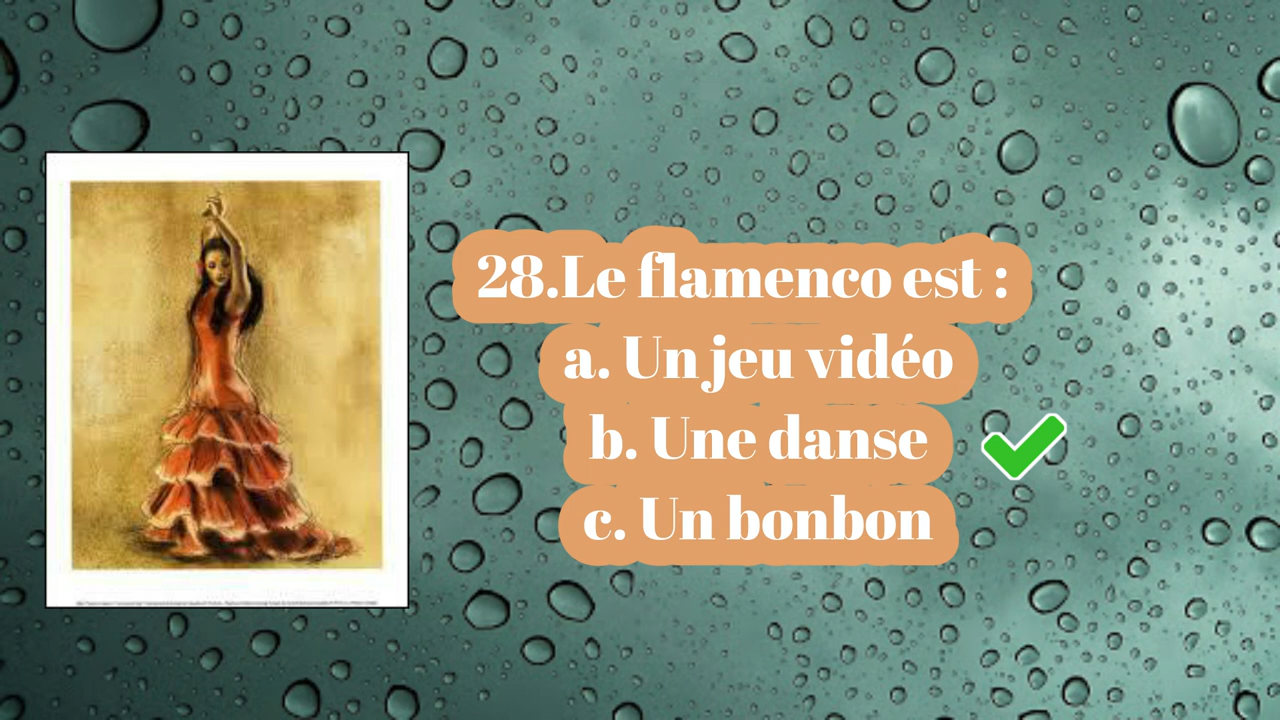 28.Le flamenco est :
a. Un jeu vidéo
b. Une danse
c. Un bonbon